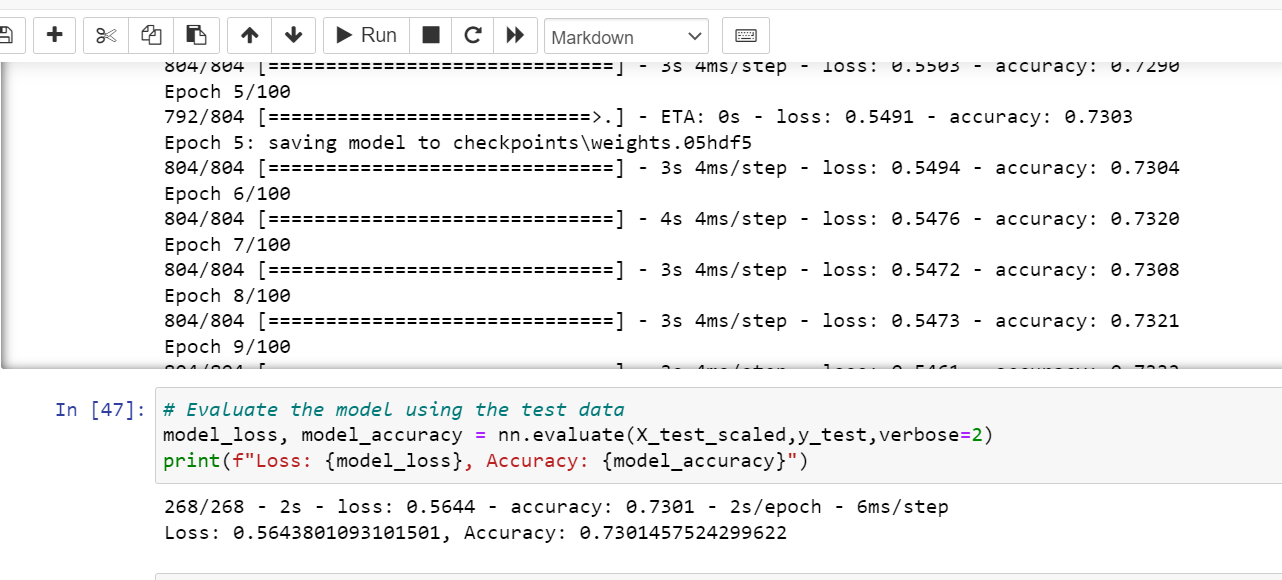 Run
Markdown
804/804 [==============================] - 3s 4ms/step - loss: 0.5503 - accuracy: 0.7290
Epoch 5/100
792/804 [============================>.] - ETA: 0s - loss: 0.5491 - accuracy: 0.7303
Epoch 5: saving model to checkpoints\weights.05hdf5
804/804 [==============================] - 3s 4ms/step - loss: 0.5494 - accuracy: 0.7304
Epoch 6/100
804/804 [==============================] - 4s 4ms/step - loss: 0.5476 - accuracy: 0.7320
Epoch 7/100
804/804 [==============================] - 3s 4ms/step - loss: 0.5472 - accuracy: 0.7308
Epoch 8/100
804/804 [==============================] - 3s 4ms/step - loss: 0.5473 - accuracy: 0.7321
Epoch 9/100
In [47]: # Evaluate the model using the test data
model_loss, model_accuracy = nn.evaluate(X_test_scaled,y_test,verbose=2)
print(f"Loss: {model_loss}, Accuracy: {model_accuracy}")
268/268 - 2s - loss: 0.5644 - accuracy: 0.7301 - 2s/epoch - 6ms/step
Loss: 0.5643801093101501, Accuracy: 0.7301457524299622